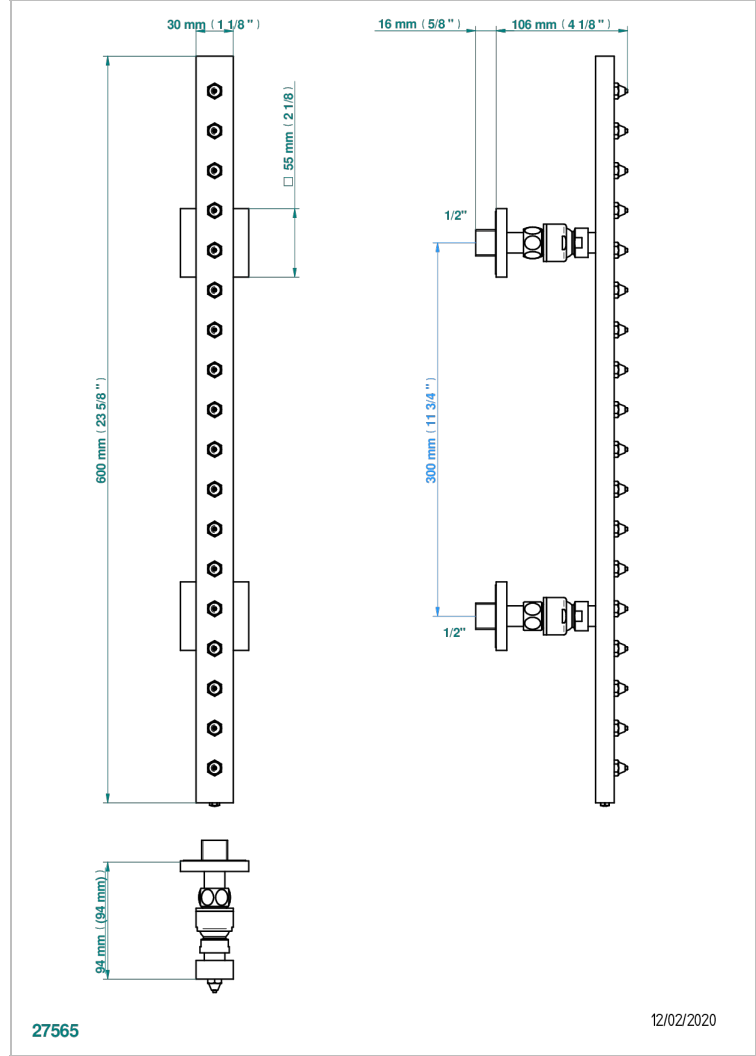 30 mm ( 1 1/8 " )
16 mm ( 5/8 " )
106 mm ( 4 1/8 " )
□ 55 mm ( 2 1/8 )
1/2"
600 mm ( 23 5/8 " )
300 mm ( 11 3/4 " )
1/2"
94 mm ( (94 mm) )
27565
12/02/2020